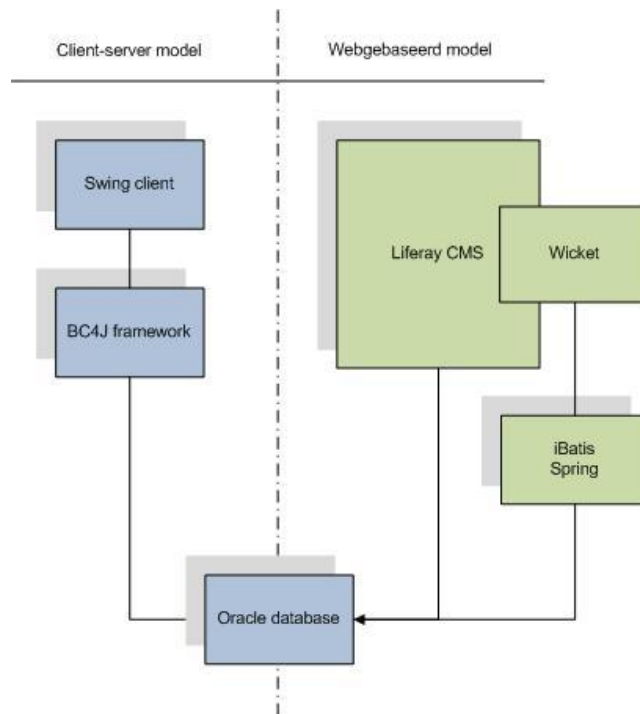 Client-server model
Webgebaseerd model
Swing client
Liferay CMS
Wicket
BC4J framework
iBatis
Spring
Oracle database